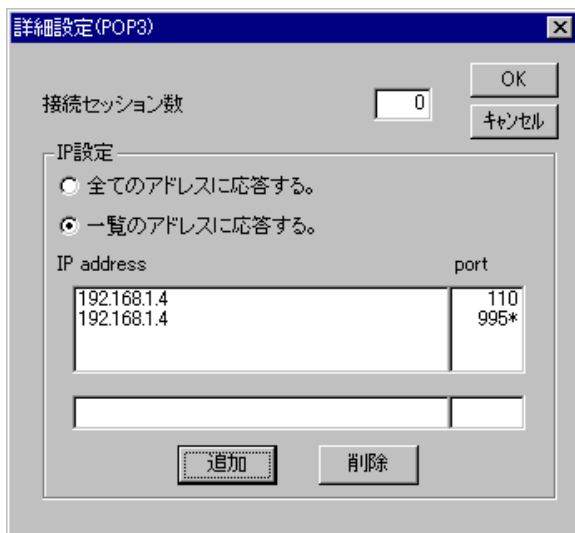 詳細設定(POP3)
OK
接続セッション数 0
キャンセル
IP設定
全てのアドレスに応答する。
一覧のアドレスに応答する。
IP address port
192.168.1.4 110
192.168.1.4 995*
追加 削除